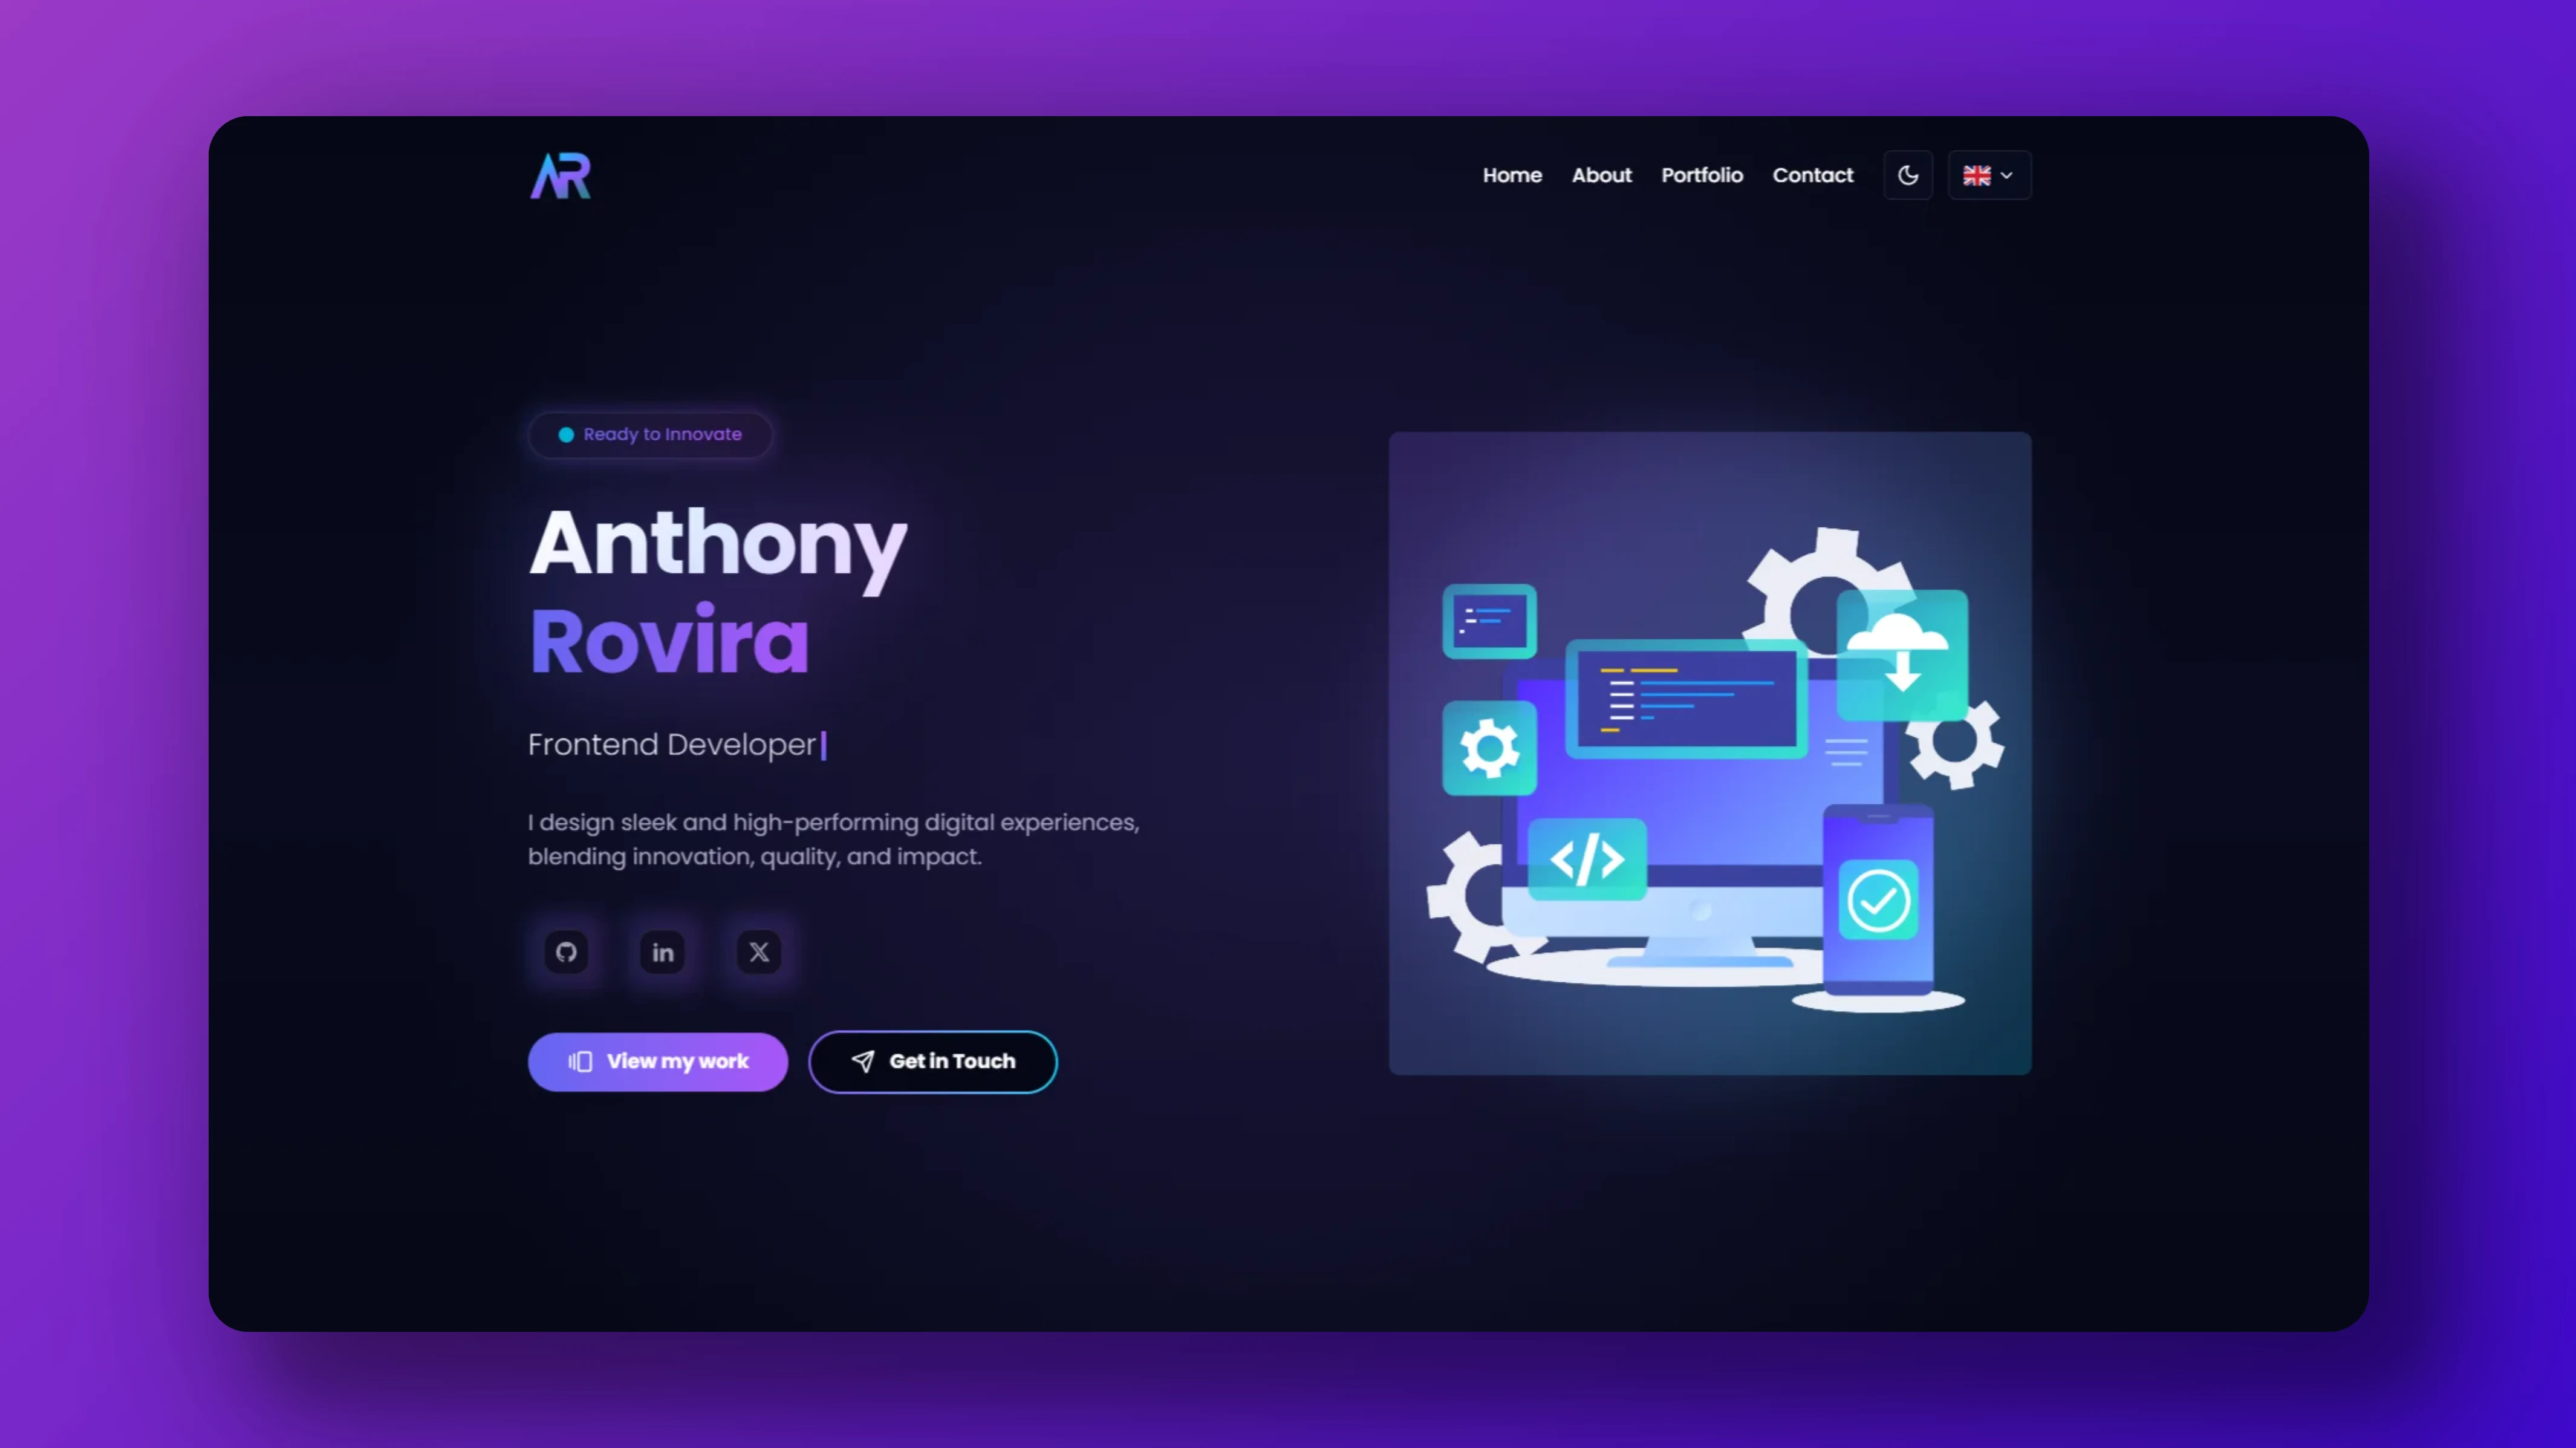 AR
Home About Portfolio Contact
Ready to Innovate
Anthony
Rovira
Frontend Developer
I design sleek and high-performing digital experiences,
blending innovation, quality, and impact.
in X
</>
View my work Get in Touch